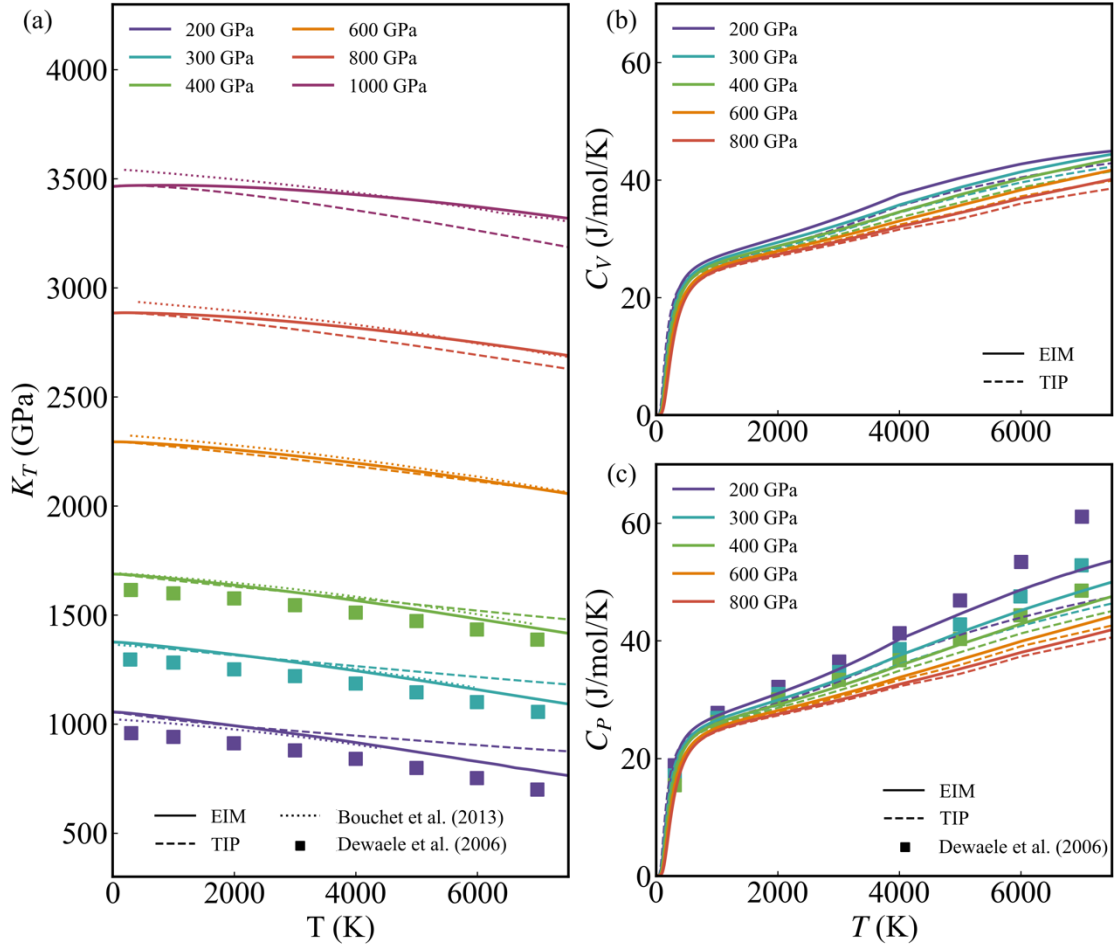 (a)
200 GPa
300 GPa
400 GPa
600 GPa
800 GPa
1000 GPa
4000
3500
3000
2500
2000
1500
1000
500
K_T (GPa)
EIM
TIP
Bouchet et al. (2013)
Dewaele et al. (2006)
0
2000
4000
6000
T (K)
(b)
200 GPa
300 GPa
400 GPa
600 GPa
800 GPa
60
40
20
0
C_V (J/mol/K)
EIM
TIP
0
2000
4000
6000
(c)
200 GPa
300 GPa
400 GPa
600 GPa
800 GPa
60
40
20
0
C_P (J/mol/K)
EIM
TIP
Dewaele et al. (2006)
0
2000
4000
6000
T (K)